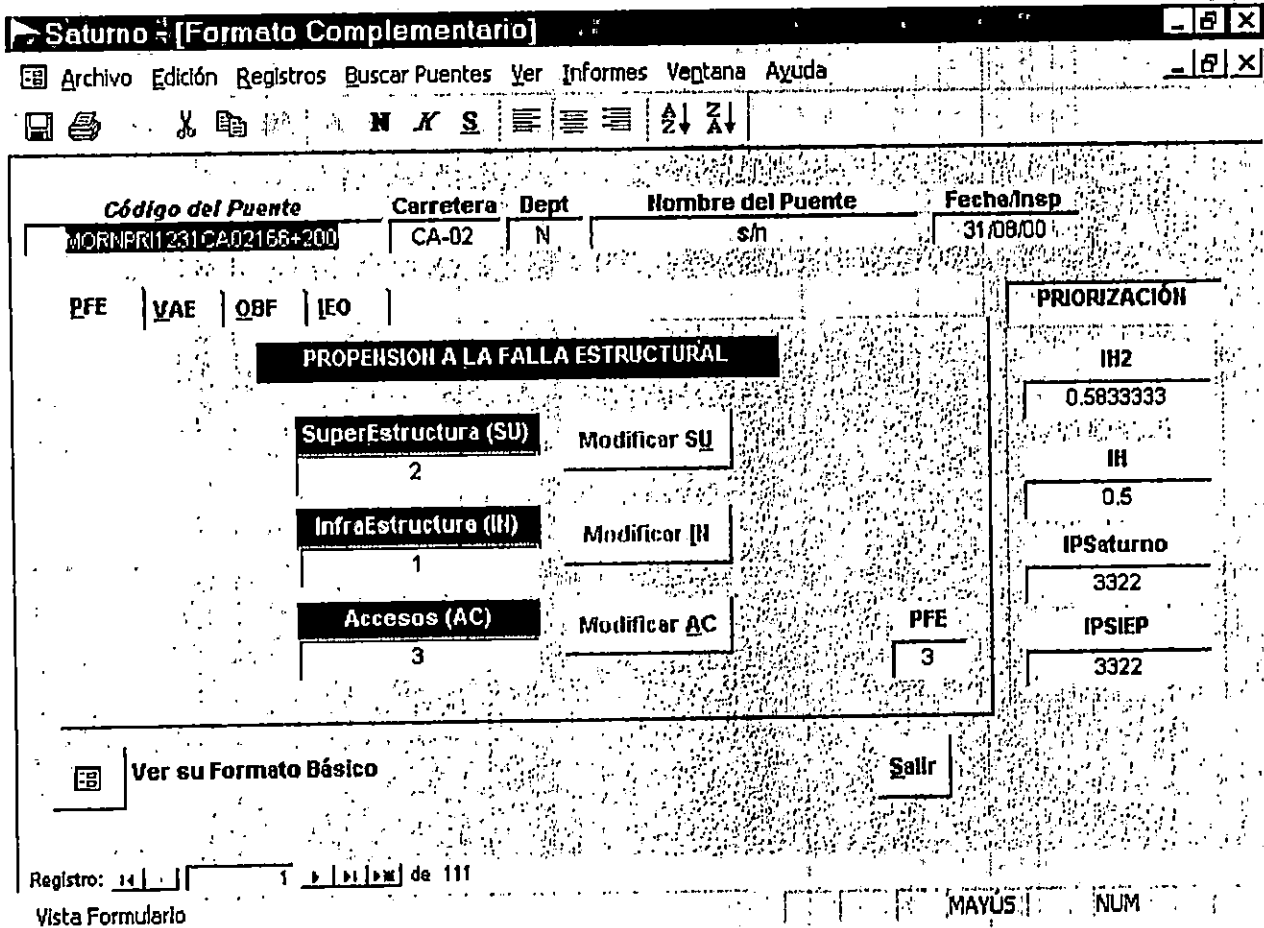 Saturno - [Formato Complementario]
Archivo Edición Registros Buscar Puentes Ver Informes Ventana Ayuda
N K S
Código del Puente Carretera Dept Nombre del Puente Fecha/Insp
MORNPRI1231CA02166+200 CA-02 N s/n 31/08/00
PFE VAE OBF IEO PRIORIZACIÓN
PROPENSION A LA FALLA ESTRUCTURAL
IH2
0.5833333
SuperEstructura (SU) Modificar SU
2
IH
0.5
InfraEstructura (IN) Modificar IN
1
IPSaturno
3322
Accesos (AC) Modificar AC PFE
3 3
IPSIEP
3322
Ver su Formato Básico Salir
Registro: 1 de 111
Vista Formulario MAYÚS NUM